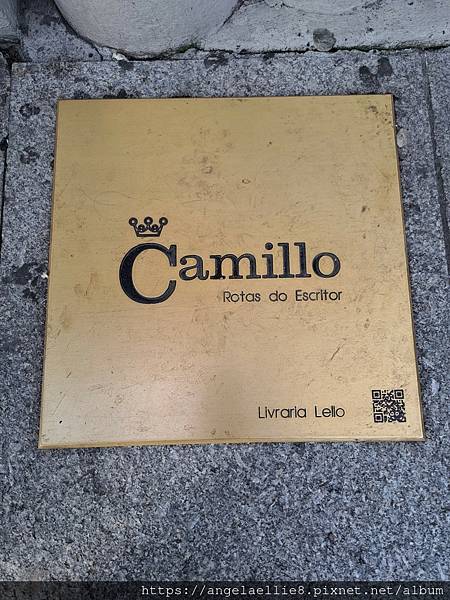 Camillo
Rotas do Escritor
Livraria Lello
https://angelaellie8.pixnet.net/album